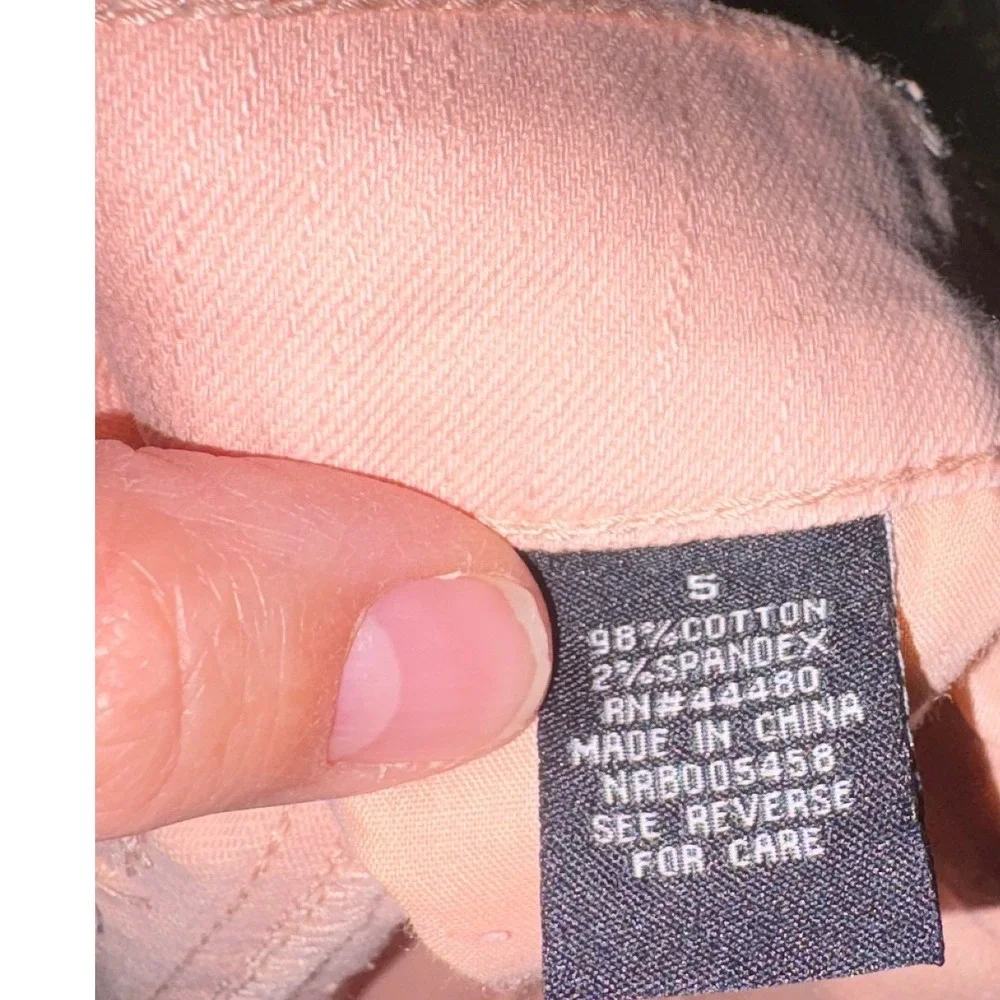 5
98%COTTON
2%SPANDEX
RN#44480
MADE IN CHINA
NRB005458
SEE REVERSE
FOR CARE